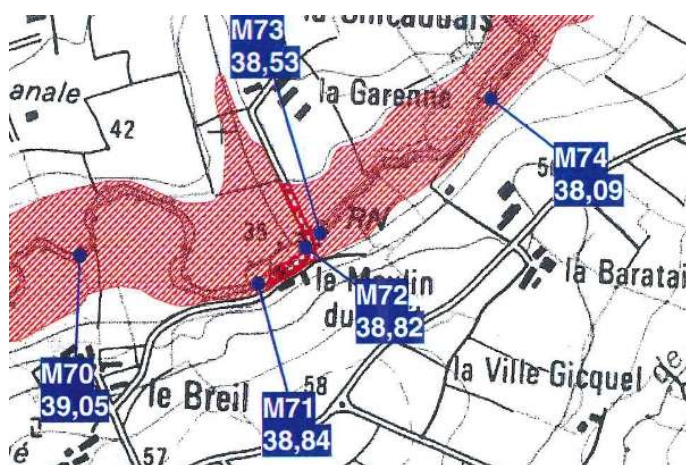 M73
38,53
la Garenne
anale
42
M74
38,09
35
RN
la Baratai
le Moulin
du
M72
38,82
M70
39,05
le Breil
58
la Ville Gicquel
de
M71
38,84
57
é